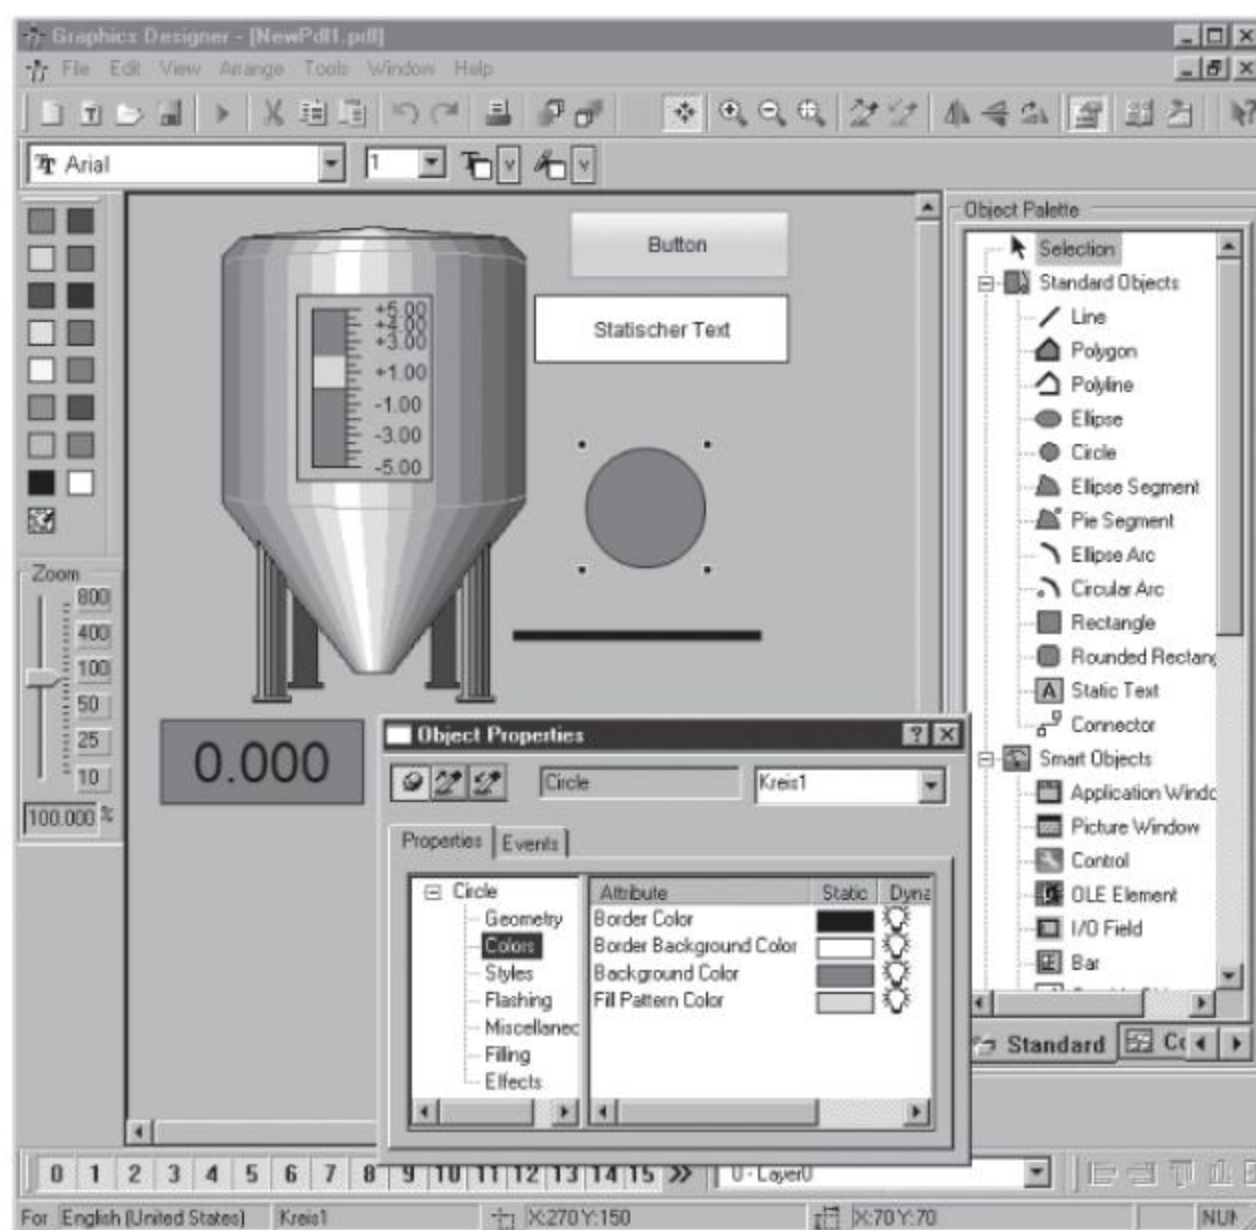 Graphics Designer - [NewPdl1.pdl]
File Edit View Arrange Tools Window Help
Arial
1
Button
Statischer Text
+5.00
+4.00
+3.00
+1.00
-1.00
-3.00
-5.00
Zoom
800
400
100
50
25
10
100.000 %
0.000
Object Palette
Selection
Standard Objects
Line
Polygon
Polyline
Ellipse
Circle
Ellipse Segment
Pie Segment
Ellipse Arc
Circular Arc
Rectangle
Rounded Rectang
Static Text
Connector
Smart Objects
Application Windo
Picture Window
Control
OLE Element
I/O Field
Bar
Standard
Object Properties
Circle
Kreis1
Properties Events
Circle
Geometry
Colors
Styles
Flashing
Miscellanec
Filling
Effects
Attribute Static Dyna
Border Color
Border Background Color
Background Color
Fill Pattern Color
0 1 2 3 4 5 6 7 8 9 10 11 12 13 14 15
0 - Layer0
For English (United States) Kreis1 X:270 Y:150 X:70 Y:70 NUM